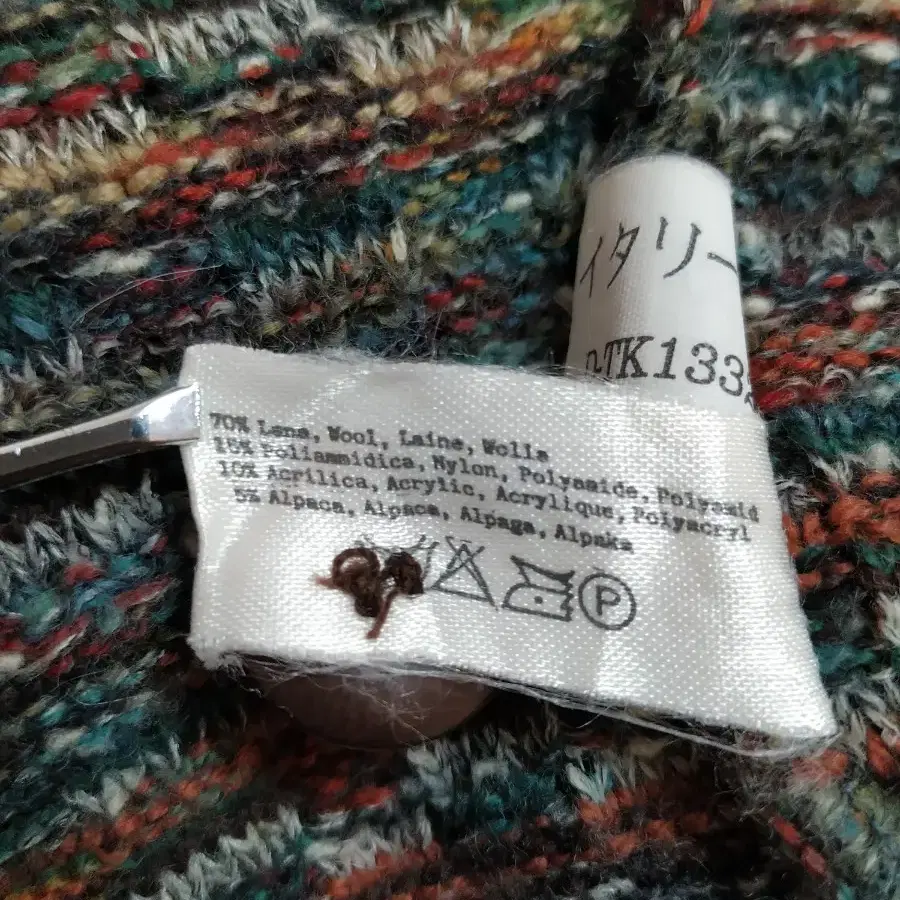 イタリー
TK133
70% Lana, Wool, Laine, Wolle
15% Poliammidica, Nylon, Polyamide, Polyamid
10% Acrilica, Acrylic, Acrylique, Polyacryl
5% Alpaca, Alpaca, Alpaga, Alpaka
P